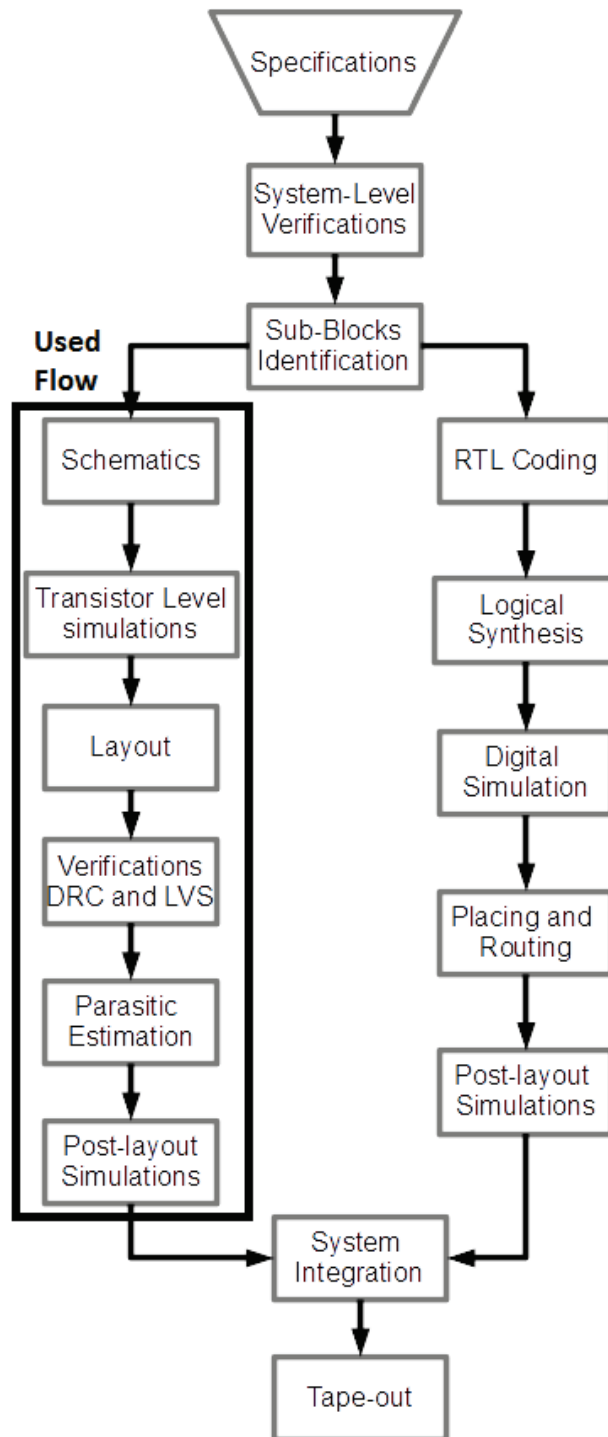 Specifications
System-Level
Verifications
Sub-Blocks
Identification
Used
Flow
Schematics
Transistor Level
simulations
Layout
Verifications
DRC and LVS
Parasitic
Estimation
Post-layout
Simulations
RTL Coding
Logical
Synthesis
Digital
Simulation
Placing and
Routing
Post-layout
Simulations
System
Integration
Tape-out